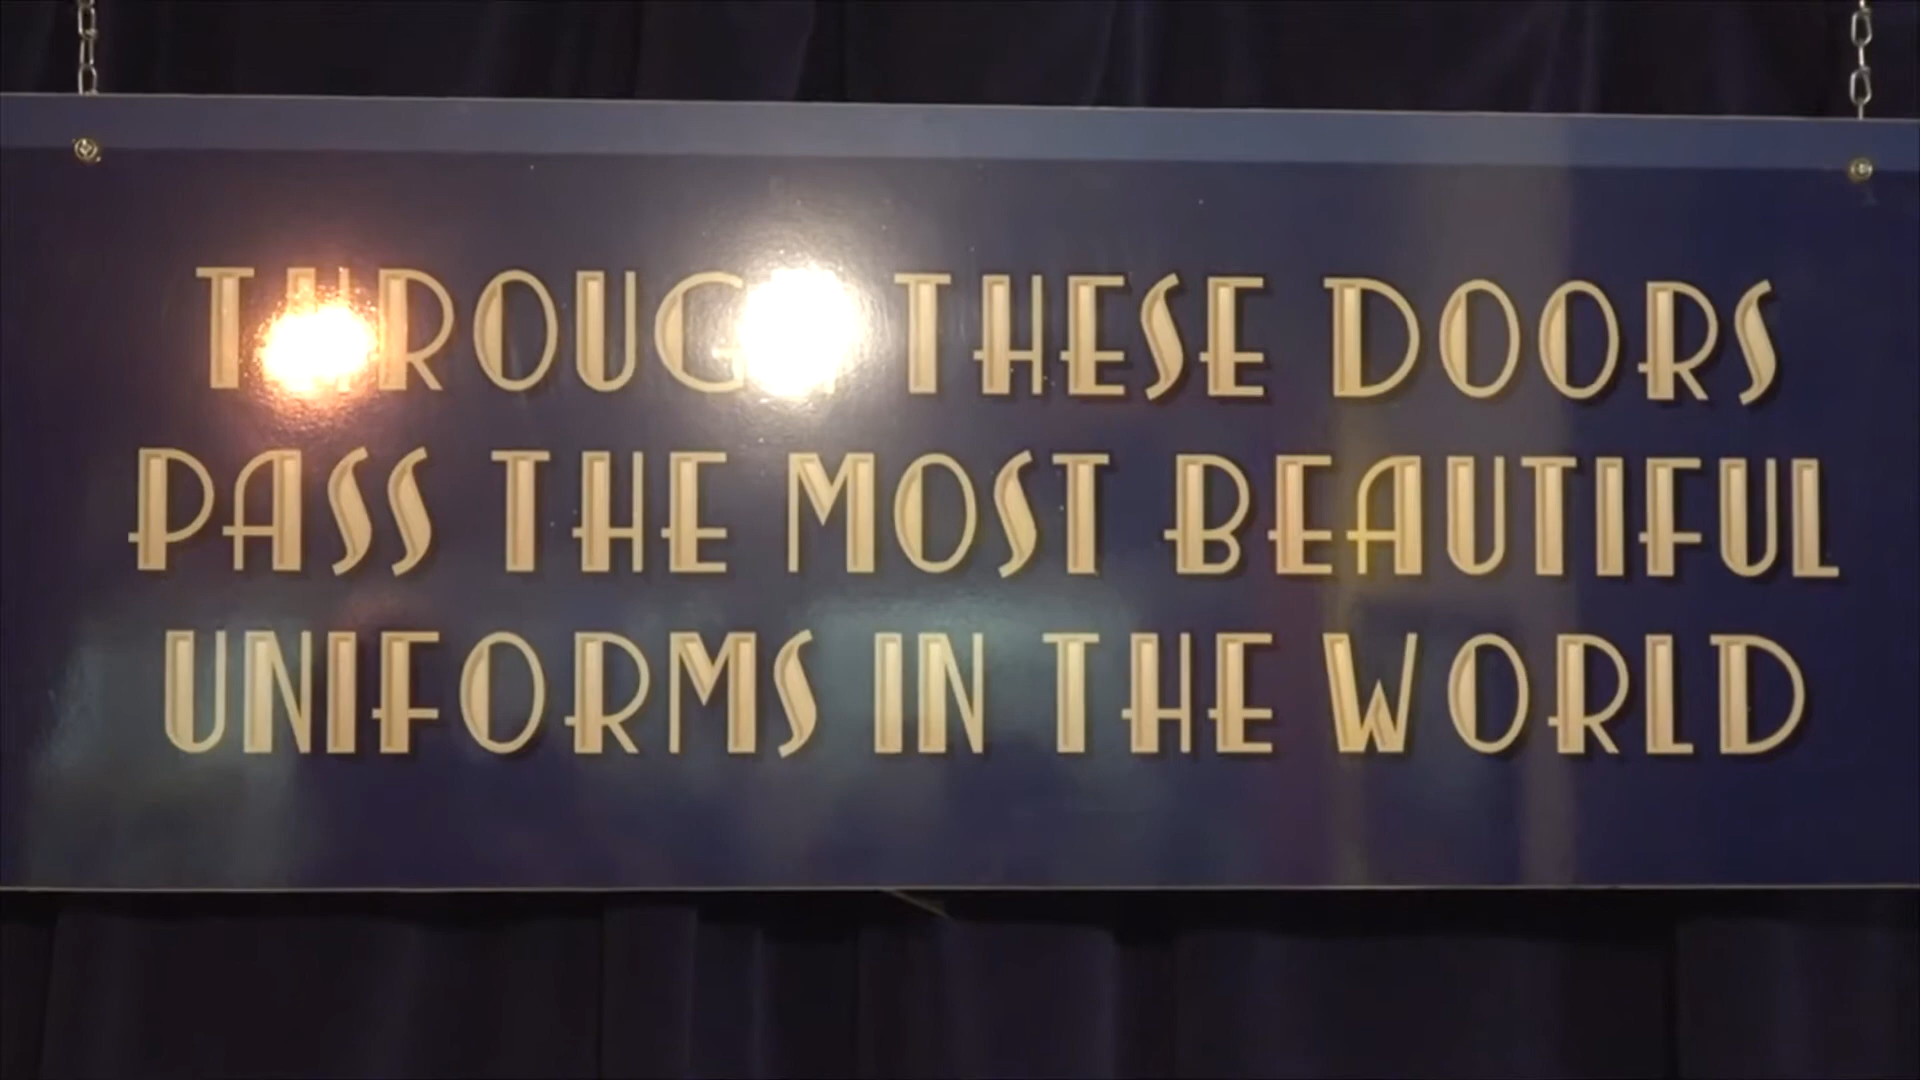 THROUGH THESE DOORS
PASS THE MOST BEAUTIFUL
UNIFORMS IN THE WORLD